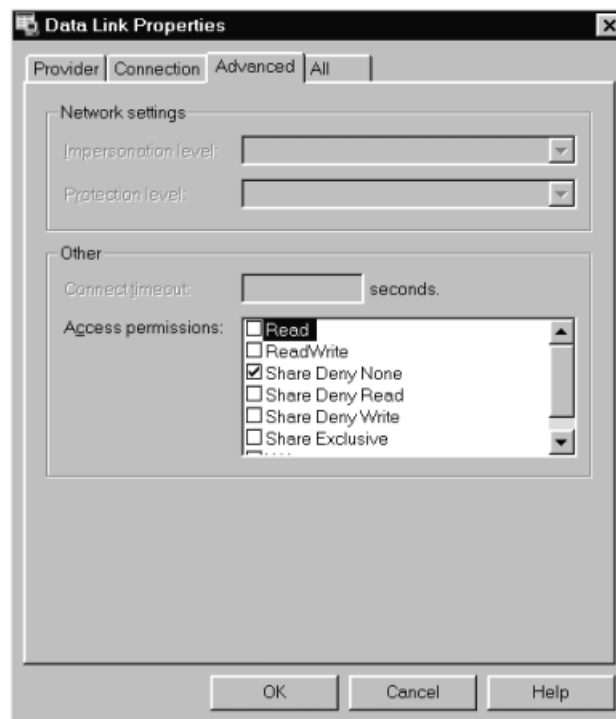 Data Link Properties
Provider Connection Advanced All
Network settings
Impersonation level:
Protection level:
Other
Connect timeout: seconds.
Access permissions: Read
ReadWrite
Share Deny None
Share Deny Read
Share Deny Write
Share Exclusive
OK Cancel Help